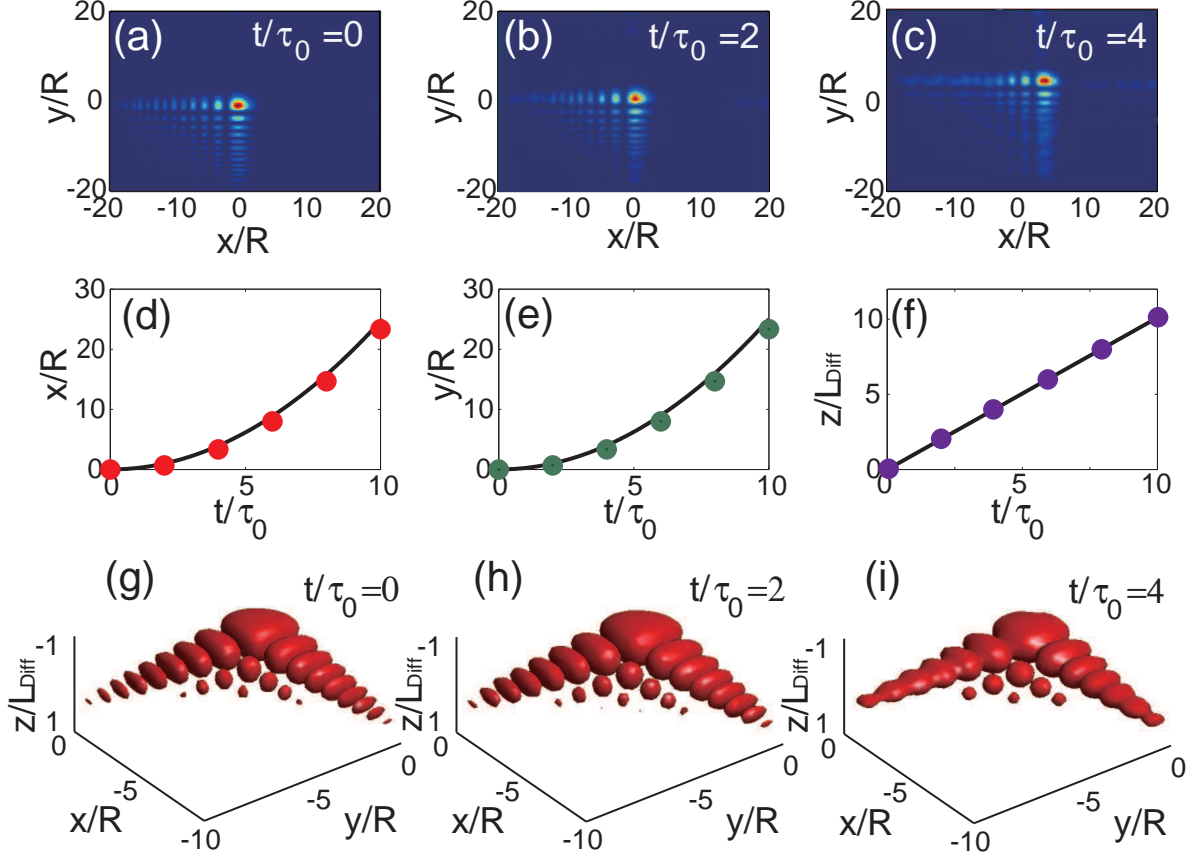 (a) t/τ0 =0
y/R
20
0
-20
-20 -10 0 10 20
x/R
(b) t/τ0 =2
y/R
20
0
-20
-20 -10 0 10 20
x/R
(c) t/τ0 =4
y/R
20
0
-20
-20 -10 0 10 20
x/R
(d)
x/R
30
20
10
0
0 5 10
t/τ0
(e)
y/R
30
20
10
0
0 5 10
t/τ0
(f)
z/LDiff
10
5
0
0 5 10
t/τ0
(g) t/τ0=0
z/LDiff
-1
1
0
-5
-10
x/R
-5
0
y/R
(h) t/τ0=2
z/LDiff
-1
1
0
-5
-10
x/R
-5
0
y/R
(i) t/τ0=4
z/LDiff
-1
1
0
-5
-10
x/R
-5
0
y/R